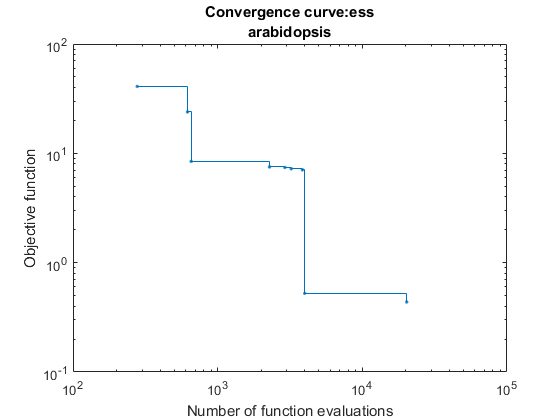 Convergence curve:ess
arabidopsis
10^2
10^1
10^0
10^-1
Objective function
10^2
10^3
10^4
10^5
Number of function evaluations